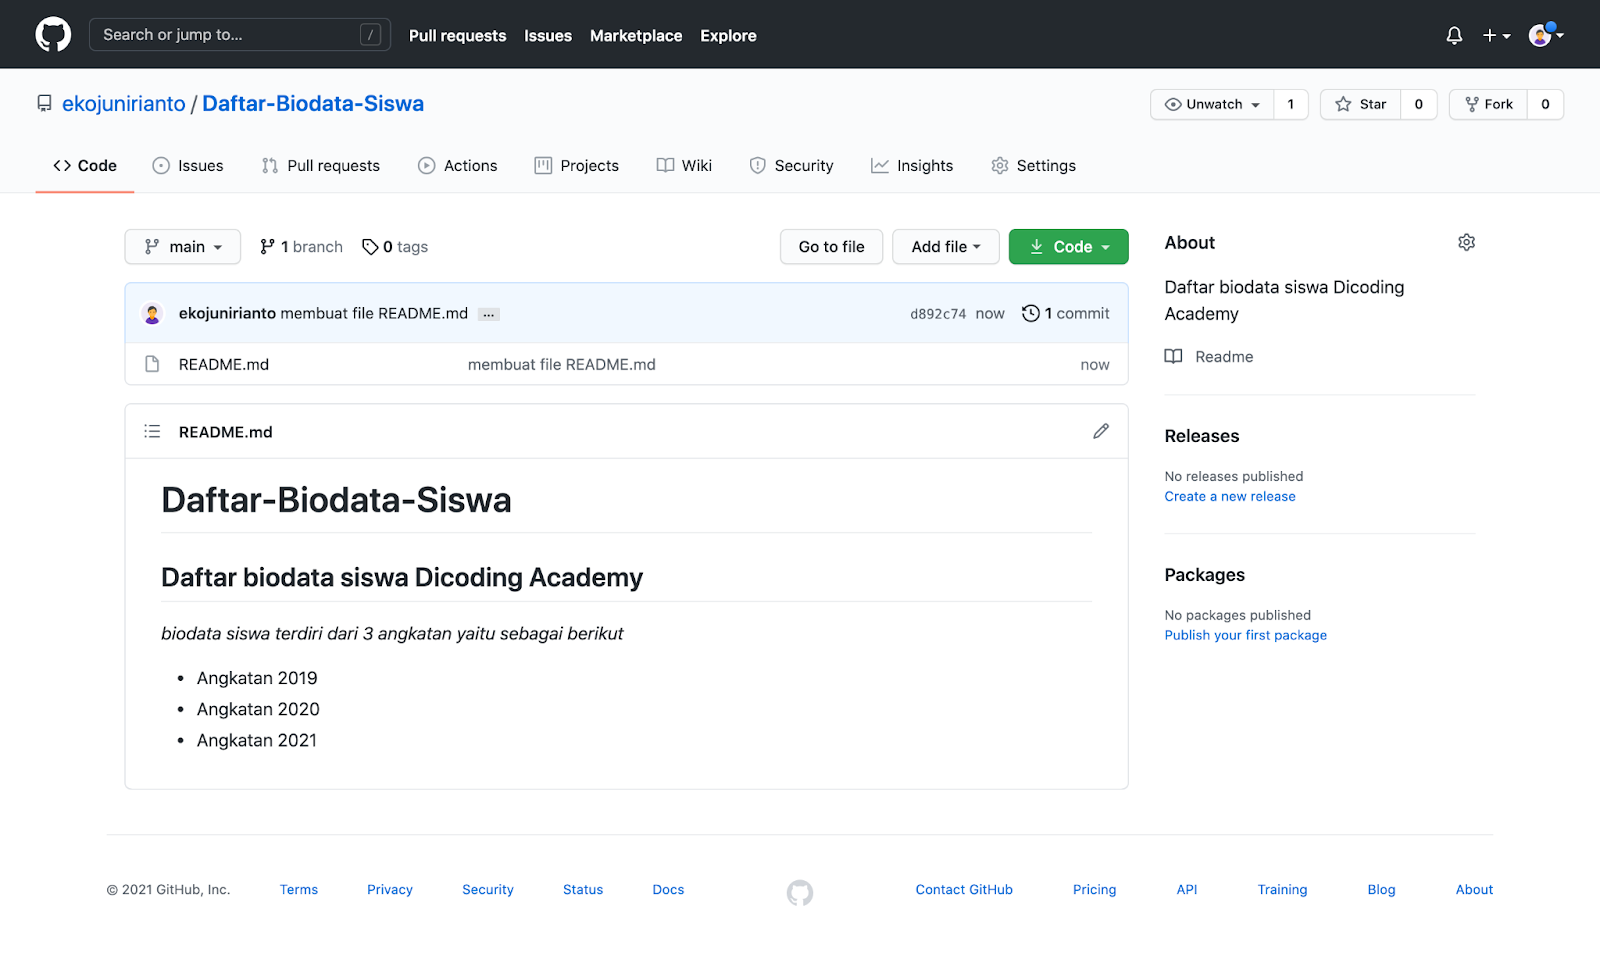 Search or jump to... /
Pull requests Issues Marketplace Explore
ekojunirianto / Daftar-Biodata-Siswa
Unwatch 1 Star 0 Fork 0
Code Issues Pull requests Actions Projects Wiki Security Insights Settings
main 1 branch 0 tags
Go to file Add file Code
ekojunirianto membuat file README.md ... d892c74 now 1 commit
README.md membuat file README.md now
README.md
Daftar-Biodata-Siswa
Daftar biodata siswa Dicoding Academy
biodata siswa terdiri dari 3 angkatan yaitu sebagai berikut
• Angkatan 2019
• Angkatan 2020
• Angkatan 2021
About
Daftar biodata siswa Dicoding
Academy
Readme
Releases
No releases published
Create a new release
Packages
No packages published
Publish your first package
© 2021 GitHub, Inc. Terms Privacy Security Status Docs Contact GitHub Pricing API Training Blog About